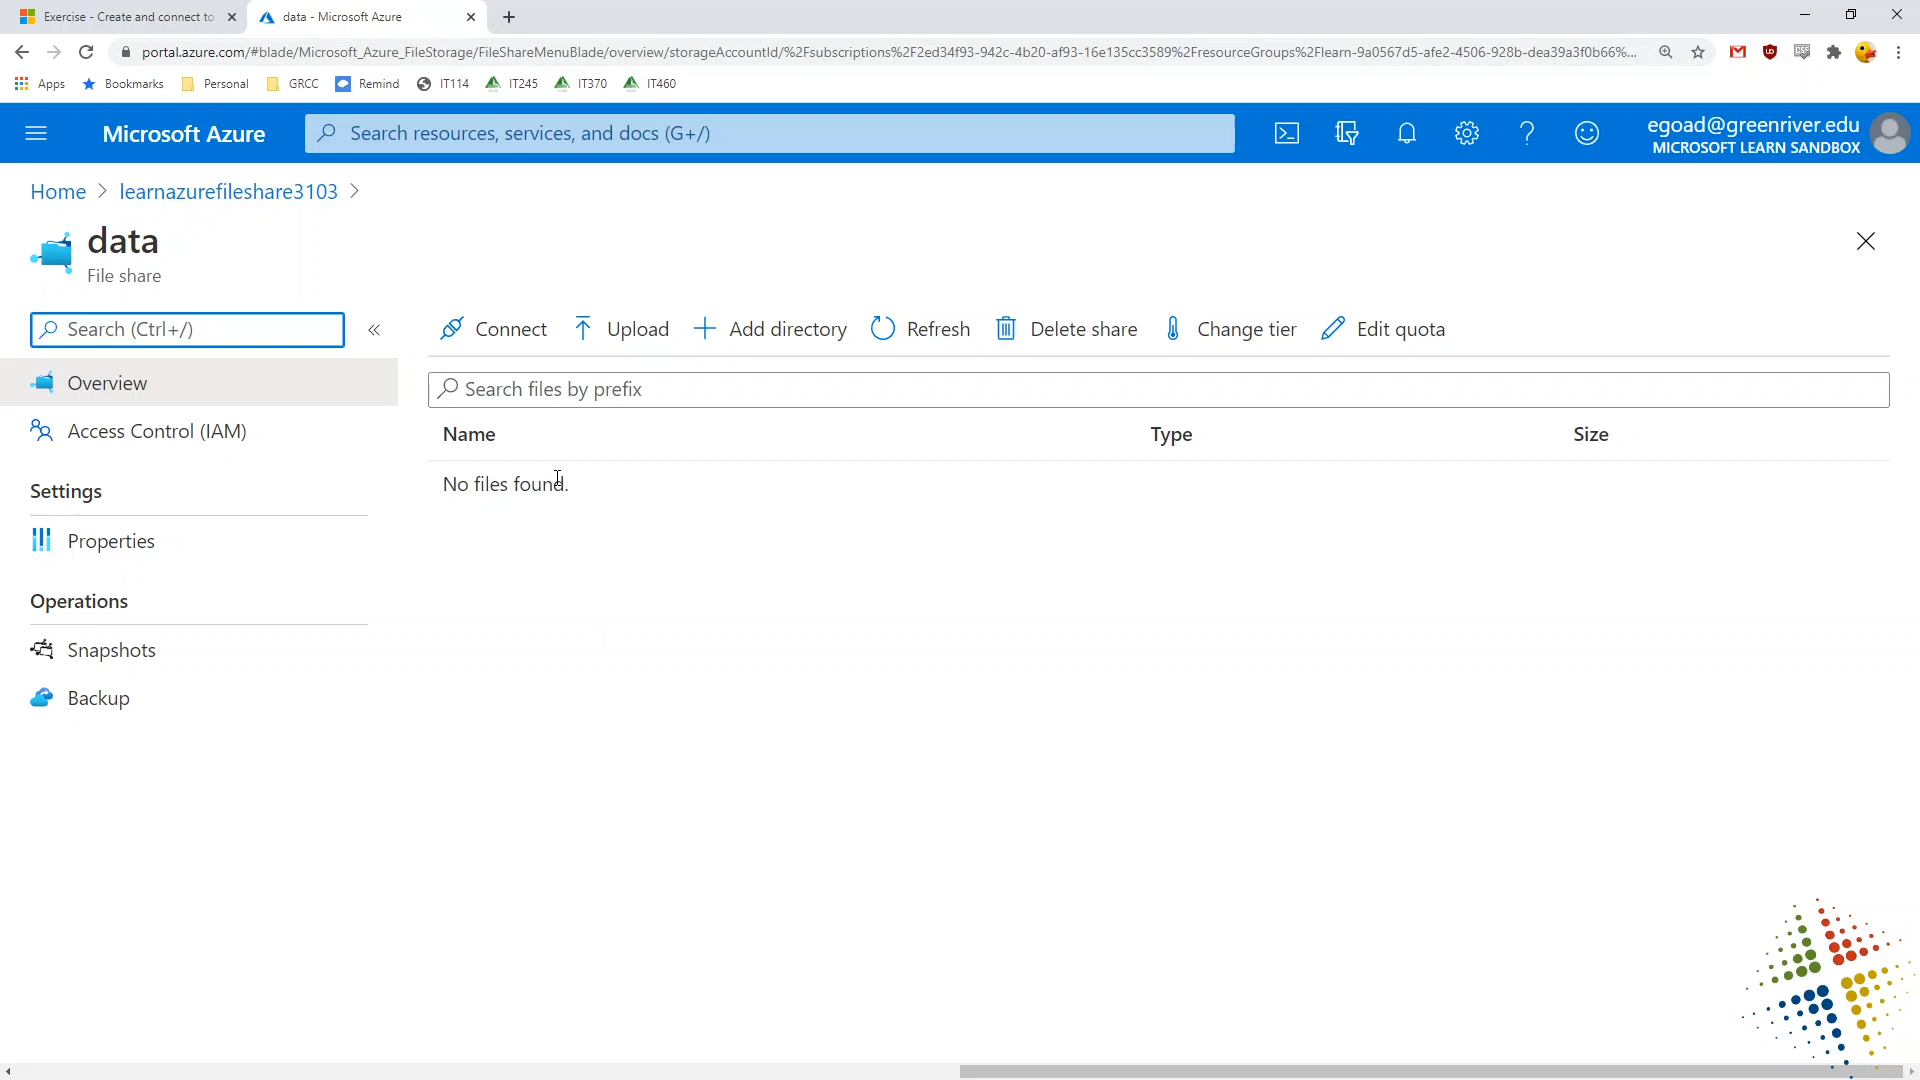 Exercise - Create and connect to
data - Microsoft Azure
portal.azure.com/#blade/Microsoft_Azure_FileStorage/FileShareMenuBlade/overview/storageAccountId/%2Fsubscriptions%2F2ed34f93-942c-4b20-af93-16e135cc3589%2FresourceGroups%2Flearn-9a0567d5-afe2-4506-928b-dea39a3f0b66%...
Apps Bookmarks Personal GRCC Remind IT114 IT245 IT370 IT460
Microsoft Azure
Search resources, services, and docs (G+/)
egoad@greenriver.edu
MICROSOFT LEARN SANDBOX
Home > learnazurefileshare3103 >
data
File share
Search (Ctrl+/)
Connect Upload Add directory Refresh Delete share Change tier Edit quota
Search files by prefix
Overview
Access Control (IAM)
Settings
Properties
Operations
Snapshots
Backup
Name Type Size
No files found.